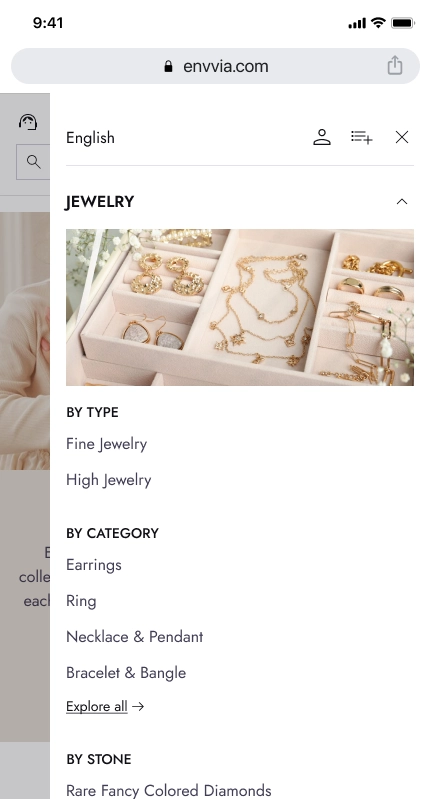 9:41
envvia.com
English
JEWELRY
BY TYPE
Fine Jewelry
High Jewelry
BY CATEGORY
E
Earrings
colle
Ring
each
Necklace & Pendant
Bracelet & Bangle
Explore all →
BY STONE
Rare Fancy Colored Diamonds